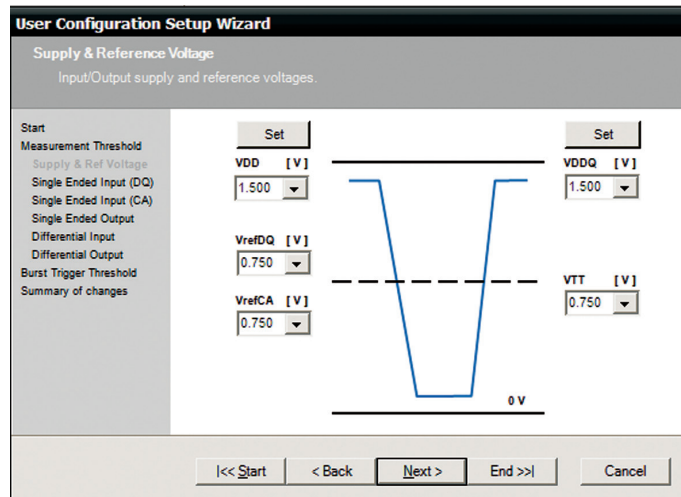 User Configuration Setup Wizard
Supply & Reference Voltage
Input/Output supply and reference voltages.
Start
Measurement Threshold
Supply & Ref Voltage
Single Ended Input (DQ)
Single Ended Input (CA)
Single Ended Output
Differential Input
Differential Output
Burst Trigger Threshold
Summary of changes
Set
VDD [V]
1.500
VrefDQ [V]
0.750
VrefCA [V]
0.750
Set
VDDQ [V]
1.500
VTT [V]
0.750
0 V
|<< Start
< Back
Next >
End >>|
Cancel